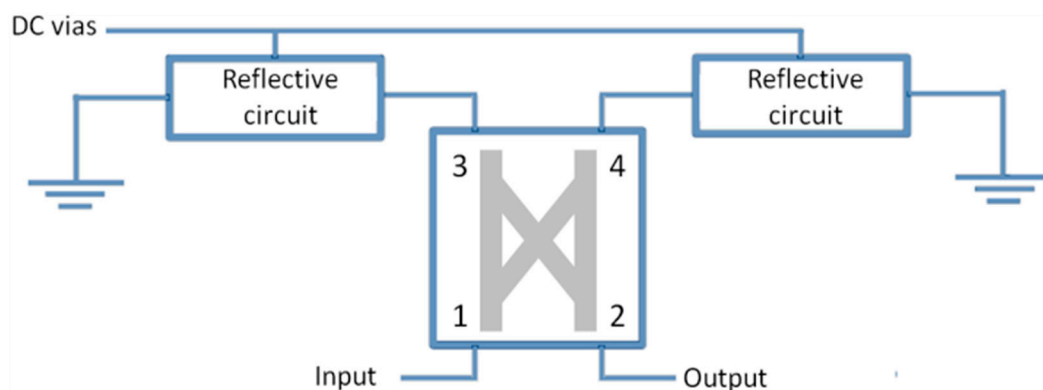 DC vias
Reflective
circuit
Reflective
circuit
3
4
1
2
Input
Output